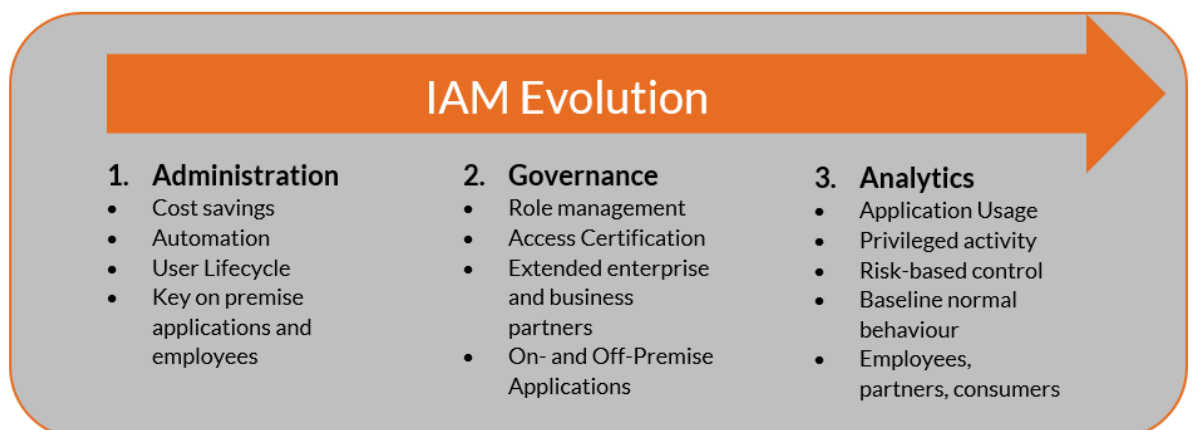 IAM Evolution
1. Administration
• Cost savings
• Automation
• User Lifecycle
• Key on premise
applications and
employees
2. Governance
• Role management
• Access Certification
• Extended enterprise
and business
partners
• On- and Off-Premise
Applications
3. Analytics
• Application Usage
• Privileged activity
• Risk-based control
• Baseline normal
behaviour
• Employees,
partners, consumers